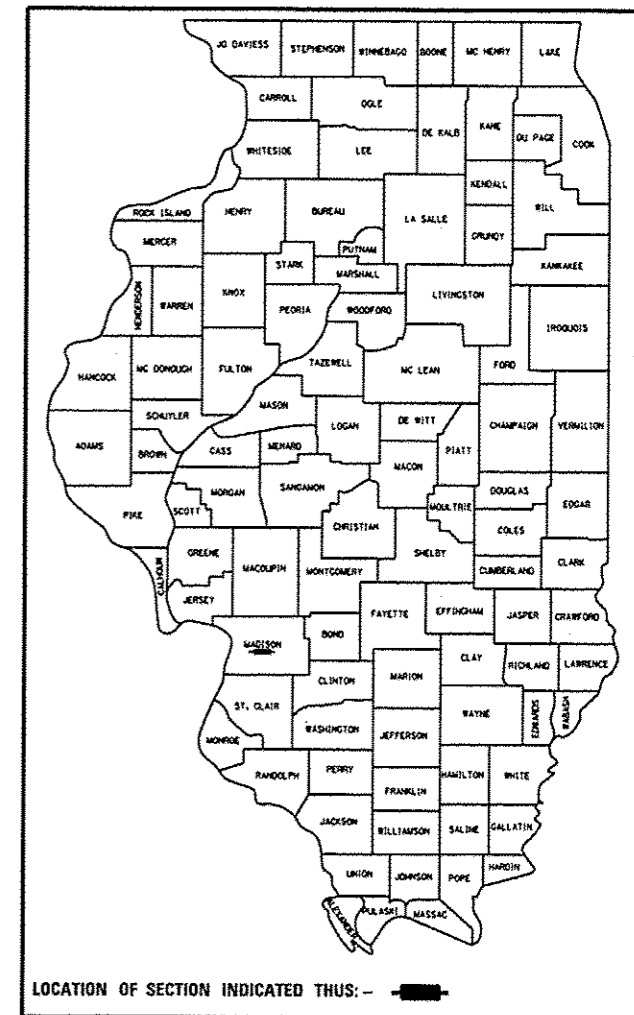 JO DAVIESS STEPHENSON WINNEBAGO BOONE MC HENRY LAKE
CARROLL OGLE DE KALB KANE DU PAGE COOK
WHITESIDE LEE KENDALL WILL
ROCK ISLAND HENRY BUREAU LA SALLE GRUNDY
MERCER PUTNAM KANKAKEE
STARK MARSHALL
HENDERSON WARREN KNOX PEORIA WOODFORD LIVINGSTON IROQUOIS
HANCOCK MC DONOUGH FULTON TAZEWELL MC LEAN FORD
SCHUYLER MASON LOGAN DE WITT CHAMPAIGN VERMILION
ADAMS BROWN CASS MENARD MACON PIATT
PIKE SCOTT MORGAN SANGAMON MOULTRIE DOUGLAS EDGAR
CHRISTIAN COLES
GREENE MACOUPIN MONTGOMERY SHELBY CUMBERLAND CLARK
CALHOUN JERSEY FAYETTE EFFINGHAM JASPER CRAWFORD
MADISON BOND CLAY RICHLAND LAWRENCE
CLINTON MARION
ST. CLAIR WAYNE EDWARDS WABASH
MONROE WASHINGTON JEFFERSON
RANDOLPH PERRY HAMILTON WHITE
FRANKLIN
JACKSON WILLIAMSON SALINE GALLATIN
UNION JOHNSON POPE HARDIN
ALEXANDER PULASKI MASSAC
LOCATION OF SECTION INDICATED THUS: -